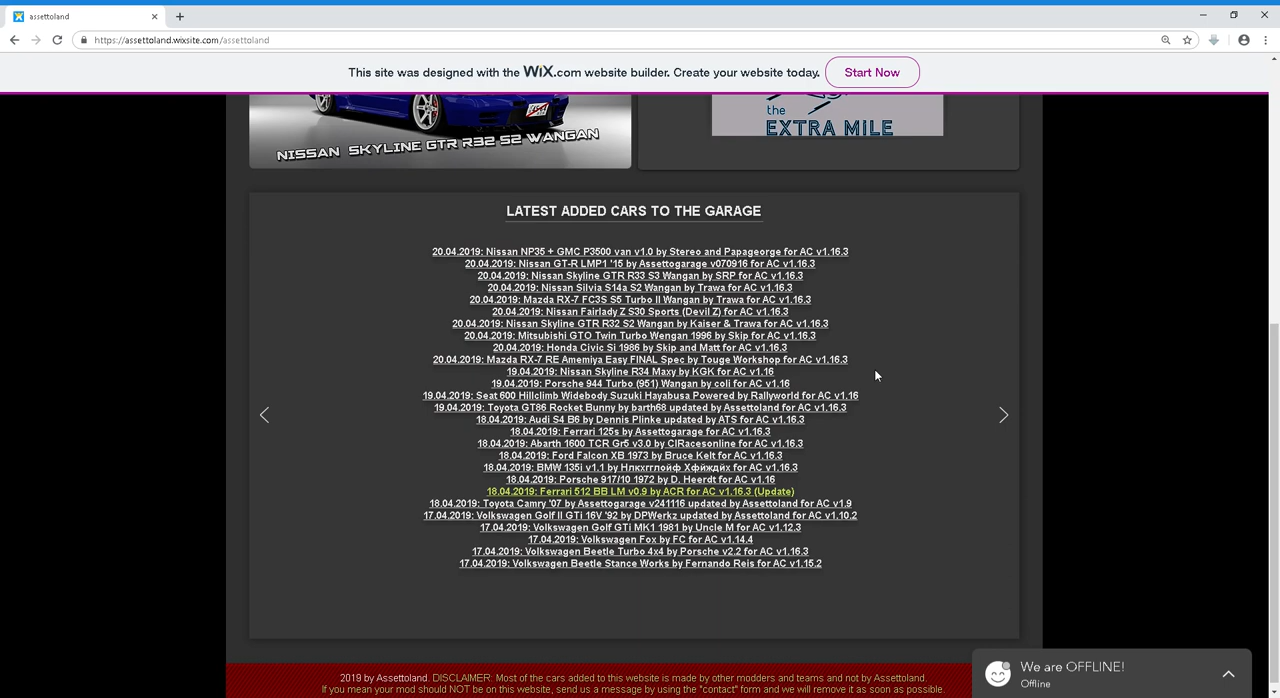 assettoland
https://assettoland.wixsite.com/assettoland
This site was designed with the WiX.com website builder. Create your website today.
Start Now
NISSAN SKYLINE GTR R32 S2 WANGAN
the
EXTRA MILE
LATEST ADDED CARS TO THE GARAGE
20.04.2019: Nissan NP35 + GMC P3500 van v1.0 by Stereo and Papageorge for AC v1.16.3
20.04.2019: Nissan GT-R LMP1 '15 by Assettogarage v070916 for AC v1.16.3
20.04.2019: Nissan Skyline GTR R33 S3 Wangan by SRP for AC v1.16.3
20.04.2019: Nissan Silvia S14a S2 Wangan by Trawa for AC v1.16.3
20.04.2019: Mazda RX-7 FC3S S5 Turbo II Wangan by Trawa for AC v1.16.3
20.04.2019: Nissan Fairlady Z S30 Sports (Devil Z) for AC v1.16.3
20.04.2019: Nissan Skyline GTR R32 S2 Wangan by Kaiser & Trawa for AC v1.16.3
20.04.2019: Mitsubishi GTO Twin Turbo Wengan 1996 by Skip for AC v1.16.3
20.04.2019: Honda Civic Si 1986 by Skip and Matt for AC v1.16.3
20.04.2019: Mazda RX-7 RE Amemiya Easy FINAL Spec by Touge Workshop for AC v1.16.3
19.04.2019: Nissan Skyline R34 Maxy by KGK for AC v1.16
19.04.2019: Porsche 944 Turbo (951) Wangan by coli for AC v1.16
19.04.2019: Seat 600 Hillclimb Widebody Suzuki Hayabusa Powered by Rallyworld for AC v1.16
19.04.2019: Toyota GT86 Rocket Bunny by barth68 updated by Assettoland for AC v1.16.3
18.04.2019: Audi S4 B6 by Dennis Plinke updated by ATS for AC v1.16.3
18.04.2019: Ferrari 125s by Assettogarage for AC v1.16.3
18.04.2019: Abarth 1600 TCR Gr5 v3.0 by CIRacesonline for AC v1.16.3
18.04.2019: Ford Falcon XB 1973 by Bruce Kelt for AC v1.16.3
18.04.2019: BMW 135i v1.1 by Нлкхгглойф Хфйждйх for AC v1.16.3
18.04.2019: Porsche 917/10 1972 by D. Heerdt for AC v1.16
18.04.2019: Ferrari 512 BB LM v0.9 by ACR for AC v1.16.3 (Update)
18.04.2019: Toyota Camry '07 by Assettogarage v241116 updated by Assettoland for AC v1.9
17.04.2019: Volkswagen Golf II GTi 16V '92 by DPWerkz updated by Assettoland for AC v1.10.2
17.04.2019: Volkswagen Golf GTi MK1 1981 by Uncle M for AC v1.12.3
17.04.2019: Volkswagen Fox by FC for AC v1.14.4
17.04.2019: Volkswagen Beetle Turbo 4x4 by Porsche v2.2 for AC v1.16.3
17.04.2019: Volkswagen Beetle Stance Works by Fernando Reis for AC v1.15.2
2019 by Assettoland. DISCLAIMER: Most of the cars added to this website is made by other modders and teams and not by Assettoland.
If you mean your mod should NOT be on this website, send us a message by using the "contact" form and we will remove it as soon as possible.
We are OFFLINE!
Offline